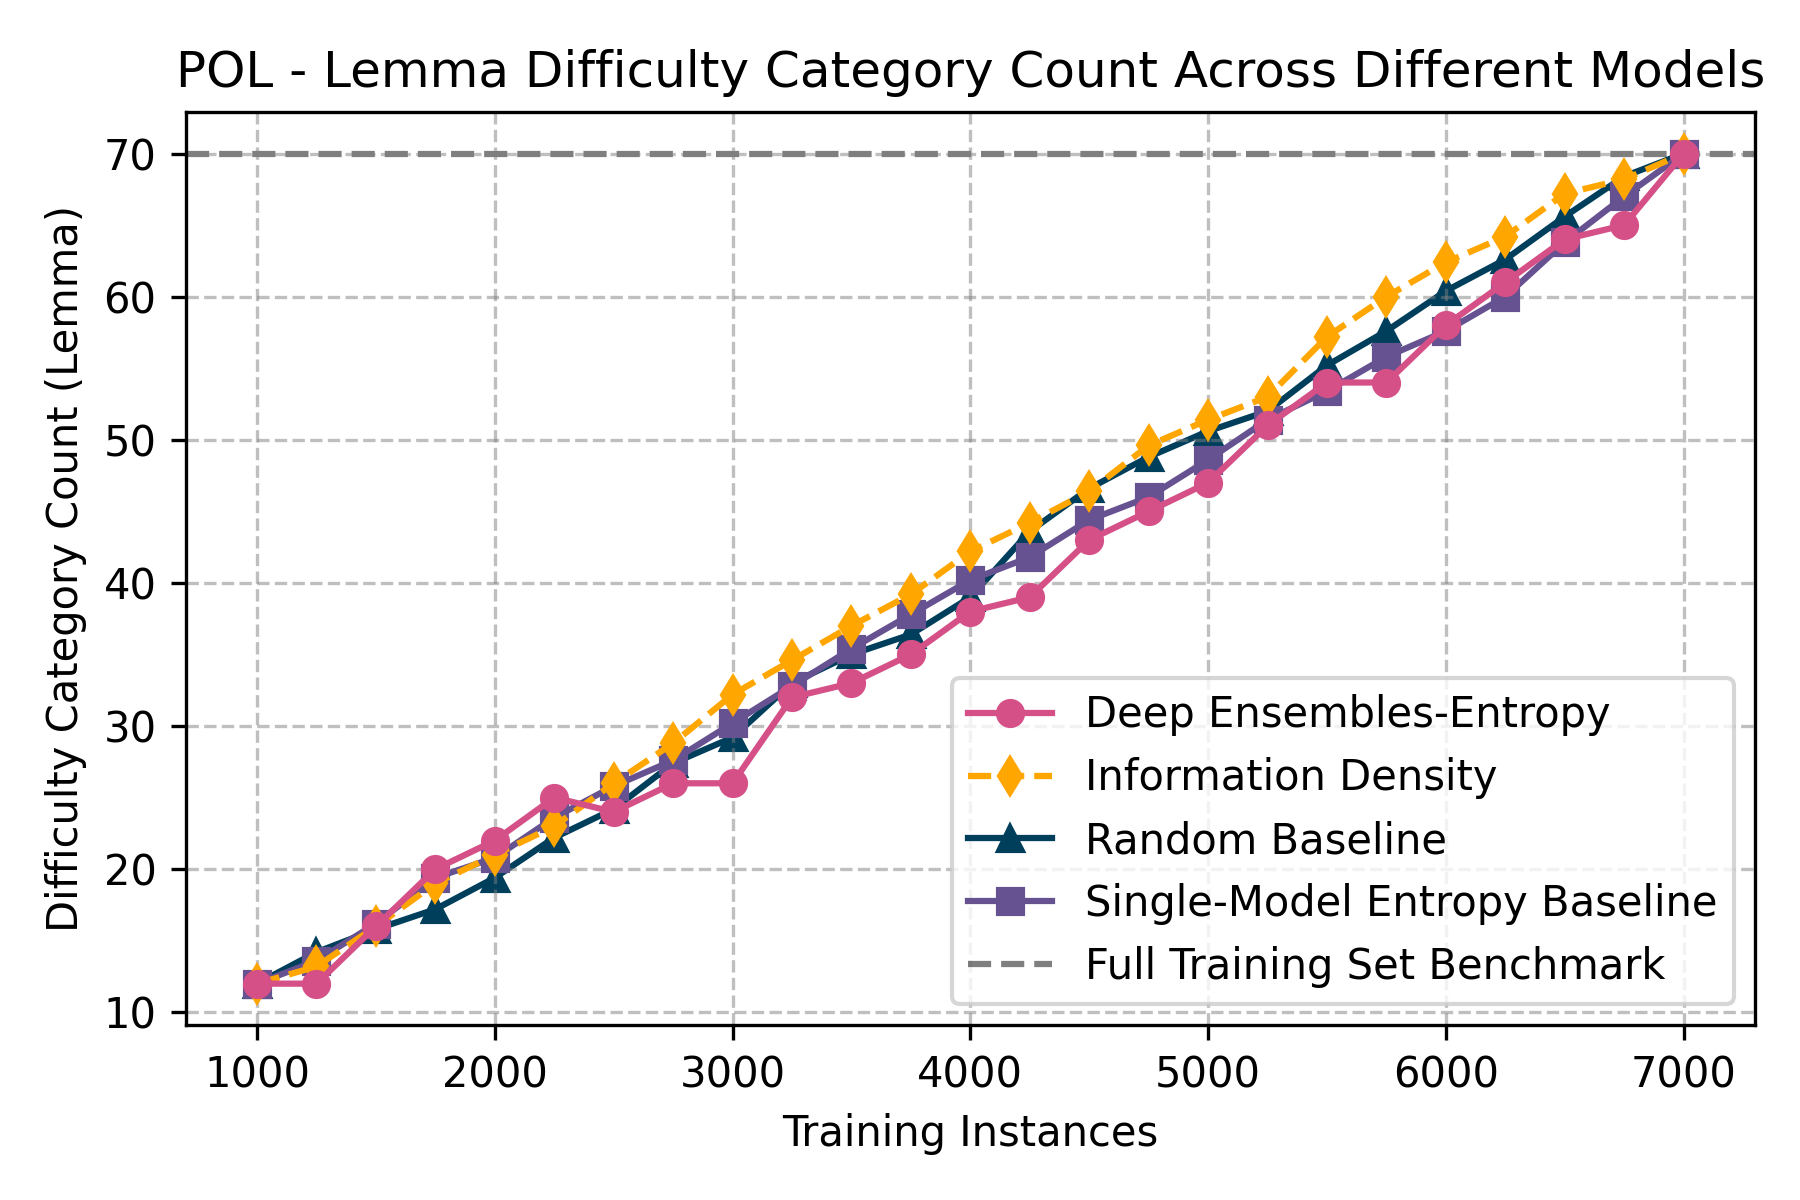 POL - Lemma Difficulty Category Count Across Different Models
Difficulty Category Count (Lemma)
70
60
50
40
30
20
10
Deep Ensembles-Entropy
Information Density
Random Baseline
Single-Model Entropy Baseline
Full Training Set Benchmark
1000 2000 3000 4000 5000 6000 7000
Training Instances